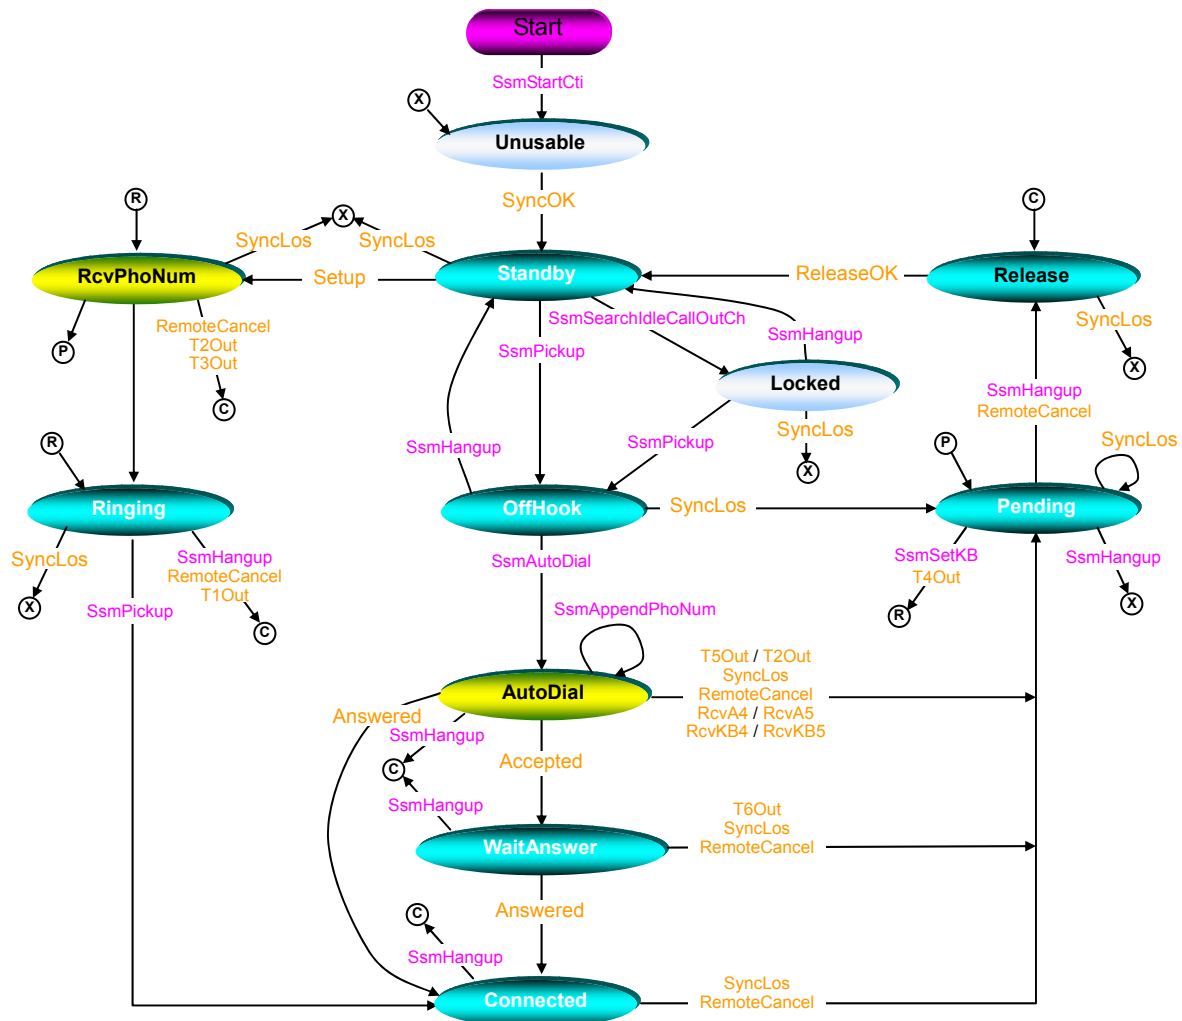 Start
SsmStartCti
X
Unusable
SyncOK
R
X
C
SyncLos
SyncLos
RcvPhoNum
Setup
Standby
ReleaseOK
Release
P
RemoteCancel
T2Out
T3Out
C
SsmPickup
SsmSearchIdleCallOutCh
SsmHangup
SyncLos
X
Locked
SsmHangup
RemoteCancel
SyncLos
X
SsmHangup
SsmPickup
R
P
SyncLos
Ringing
OffHook
SyncLos
Pending
SyncLos
X
SsmHangup
RemoteCancel
T1Out
C
SsmPickup
SsmAutoDial
SsmSetKB
T4Out
R
SsmHangup
X
SsmAppendPhoNum
AutoDial
T5Out / T2Out
SyncLos
RemoteCancel
RcvA4 / RcvA5
RcvKB4 / RcvKB5
Answered
SsmHangup
C
Accepted
SsmHangup
WaitAnswer
T6Out
SyncLos
RemoteCancel
Answered
C
SsmHangup
Connected
SyncLos
RemoteCancel